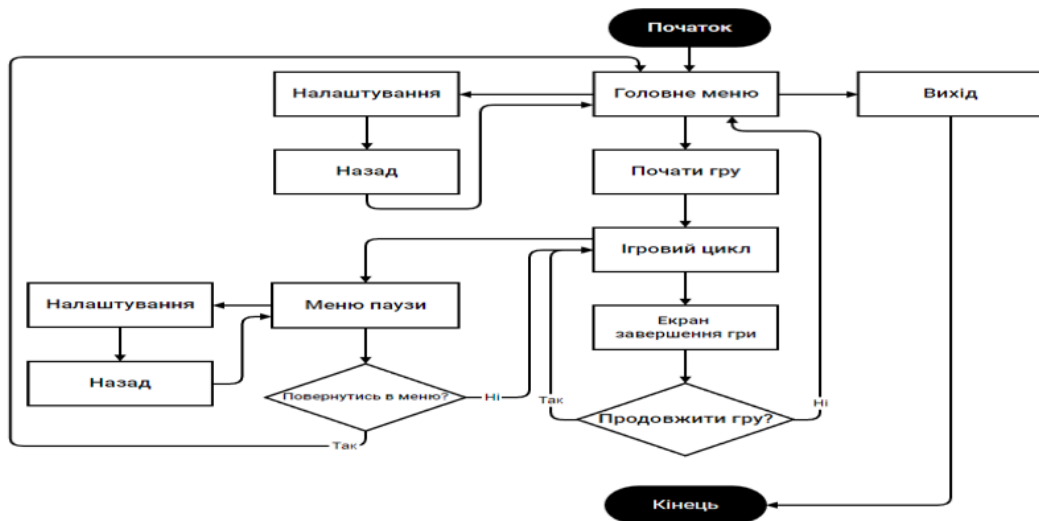 Початок
Налаштування
Головне меню
Вихід
Назад
Почати гру
Ігровий цикл
Налаштування
Меню паузи
Екран
завершення гри
Назад
Повернутись в меню?
Ні
Так
Продовжити гру?
Ні
Так
Кінець